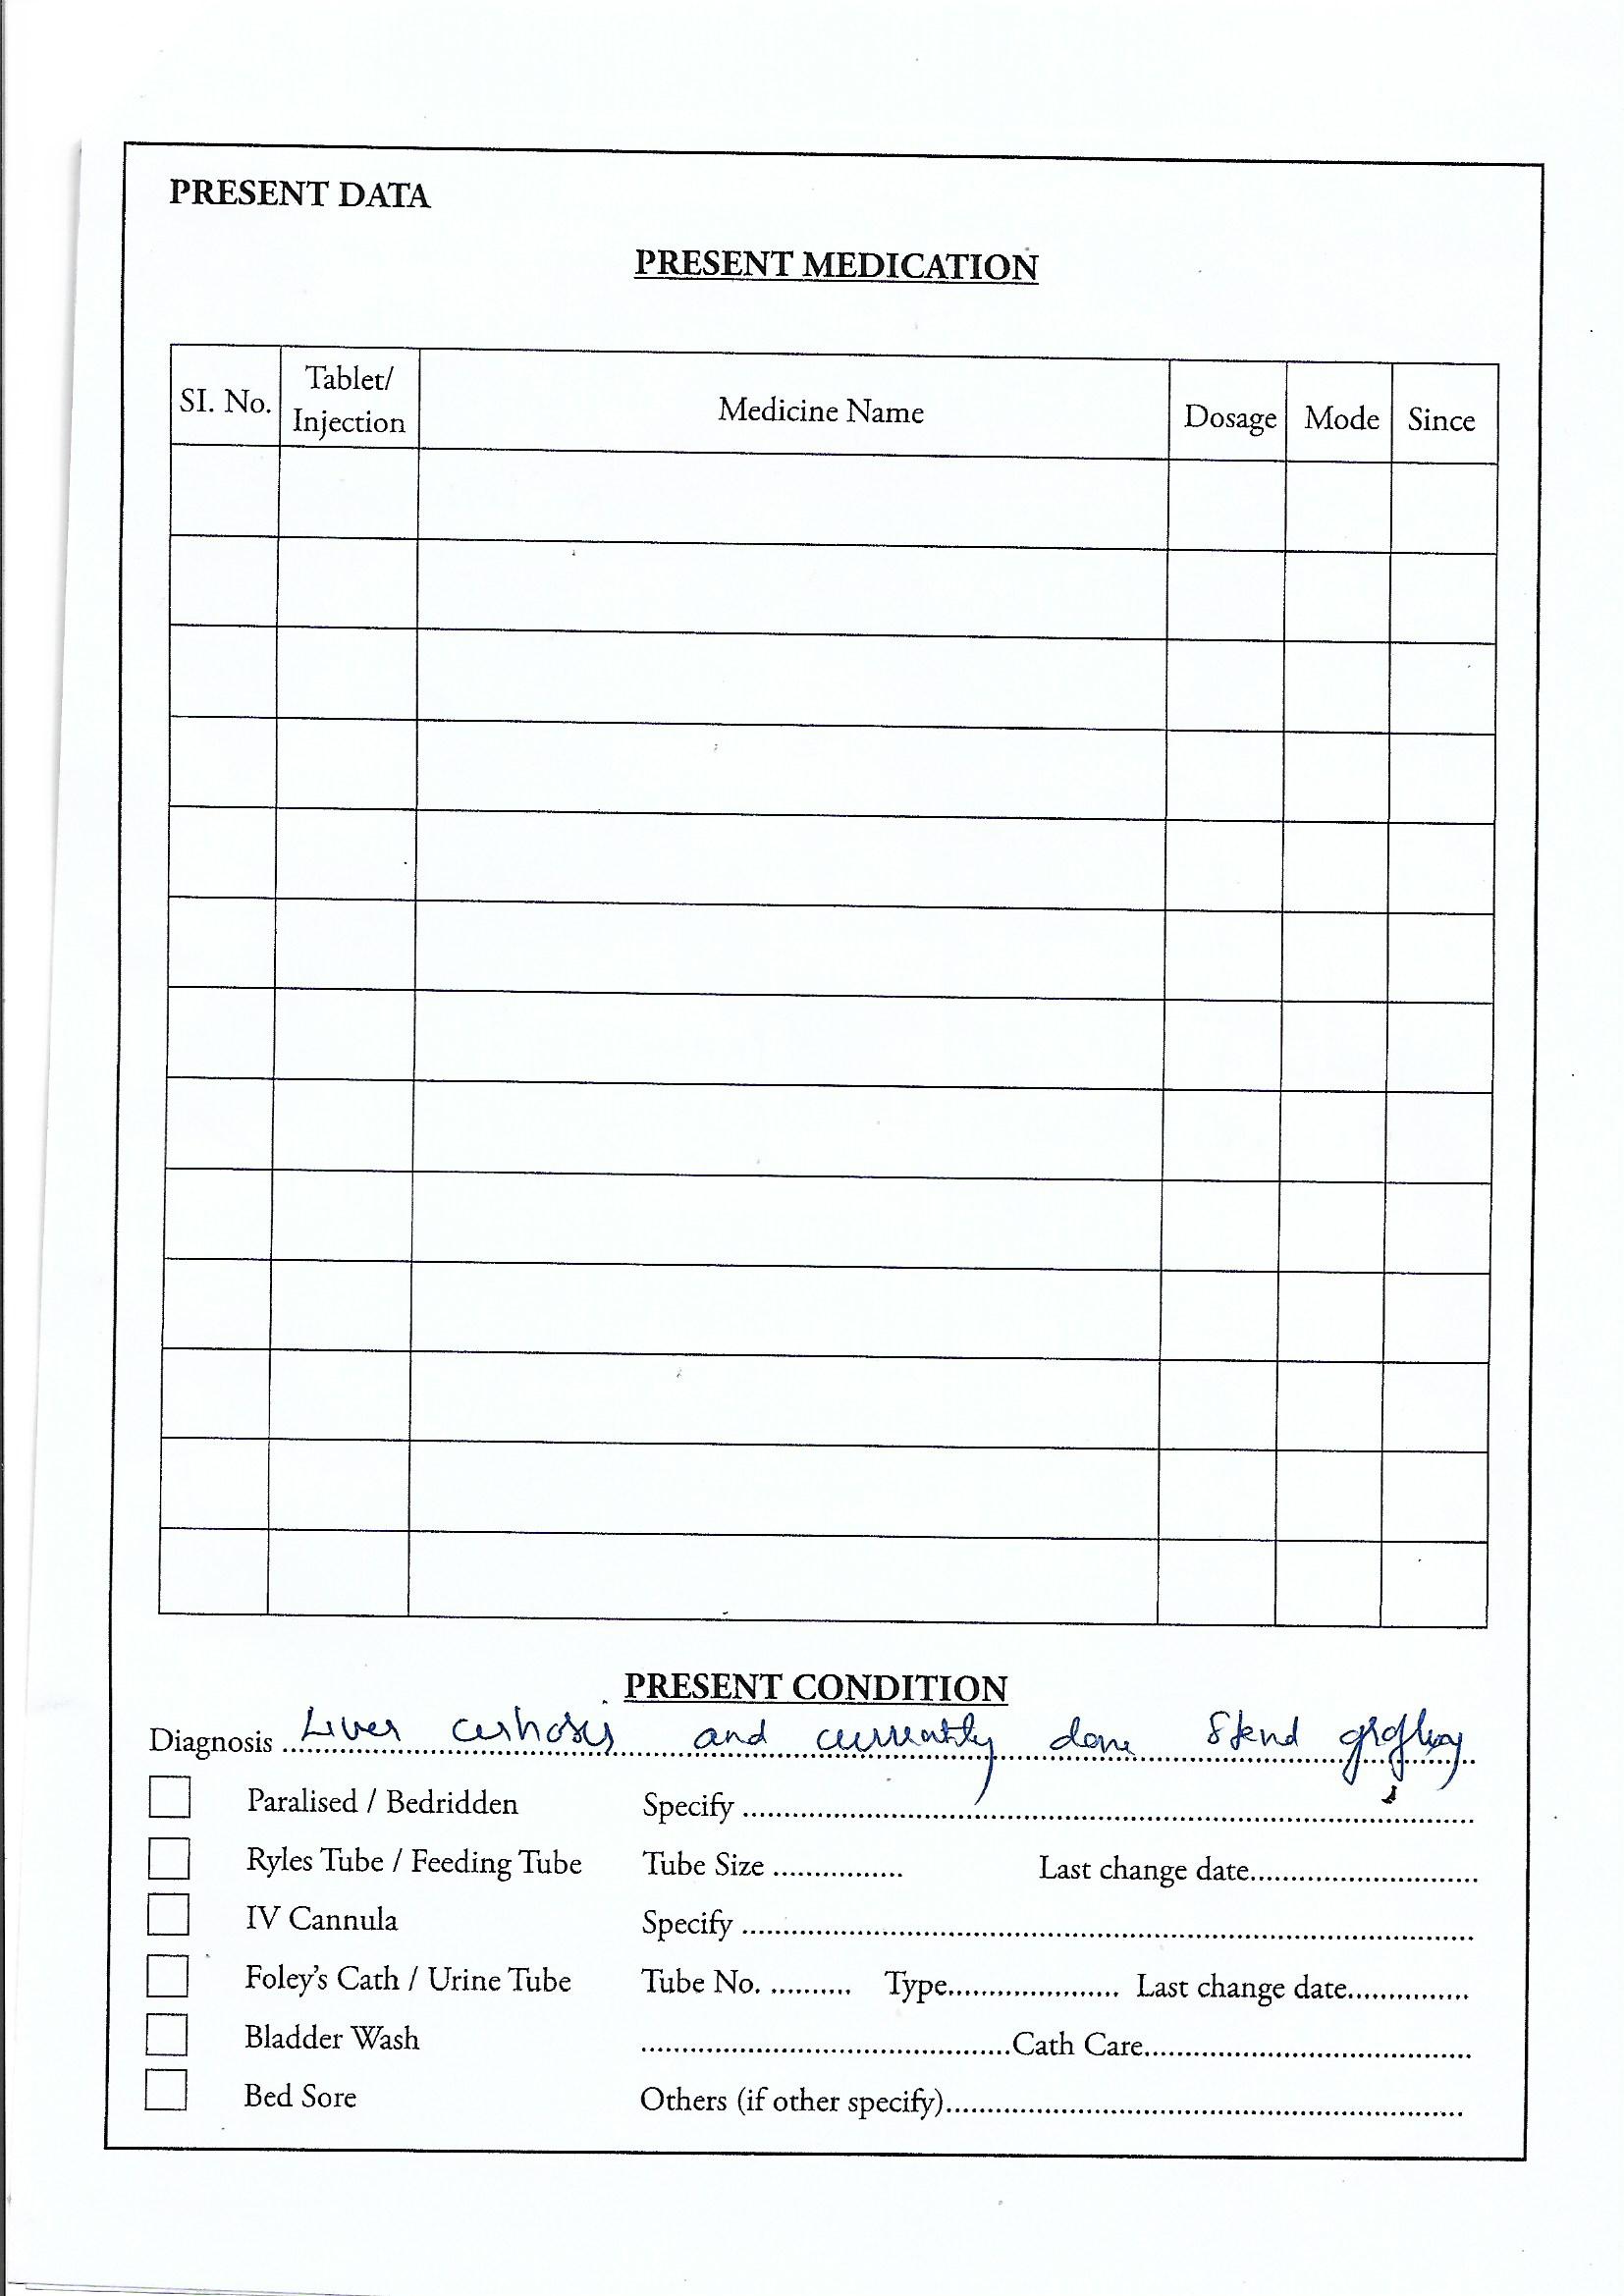 PRESENT DATA
PRESENT MEDICATION
SI. No. Tablet/ Injection Medicine Name Dosage Mode Since
PRESENT CONDITION
Diagnosis Liver cirhosis and currently done Sknd
Paralised / Bedridden Specify
Ryles Tube / Feeding Tube Tube Size Last change date
IV Cannula Specify
Foley's Cath / Urine Tube Tube No. Type Last change date
Bladder Wash Cath Care
Bed Sore Others (if other specify)